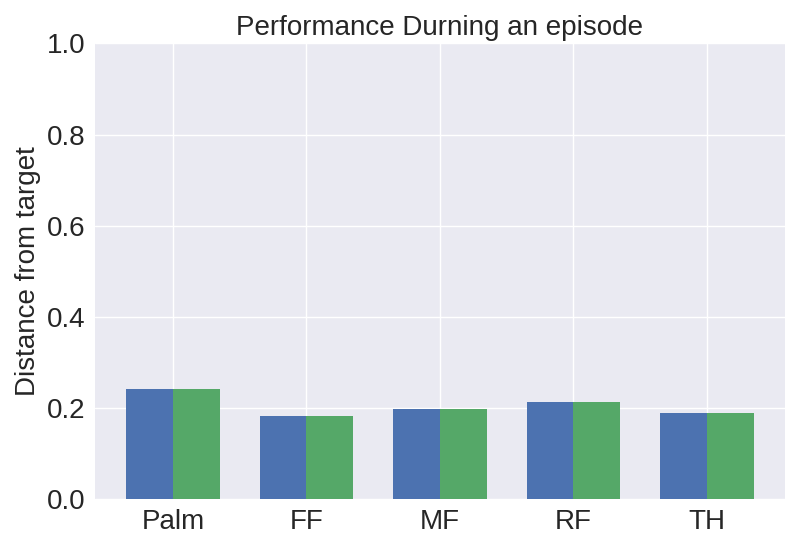 Performance Durning an episode
Distance from target
1.0
0.8
0.6
0.4
0.2
0.0
Palm FF MF RF TH